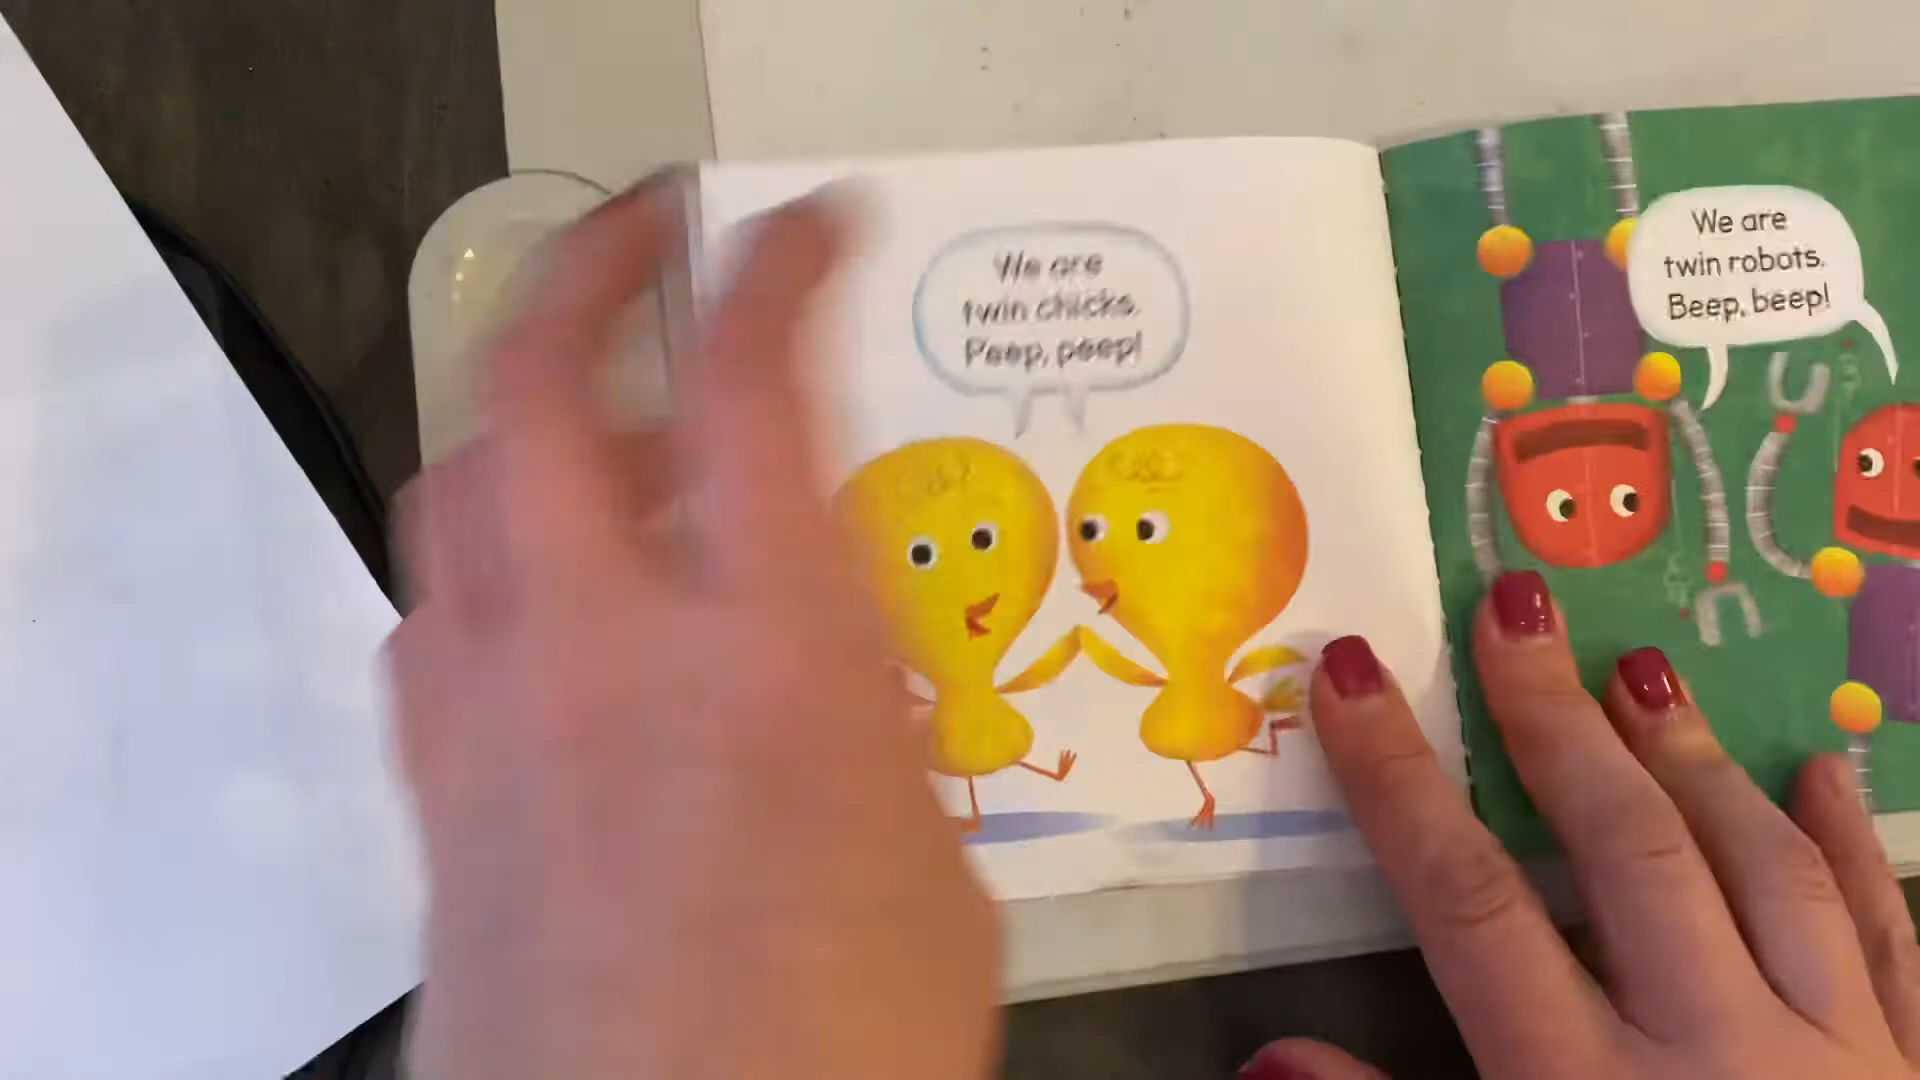 We are
twin chicks.
Peep, peep!
We are
twin robots.
Beep, beep!